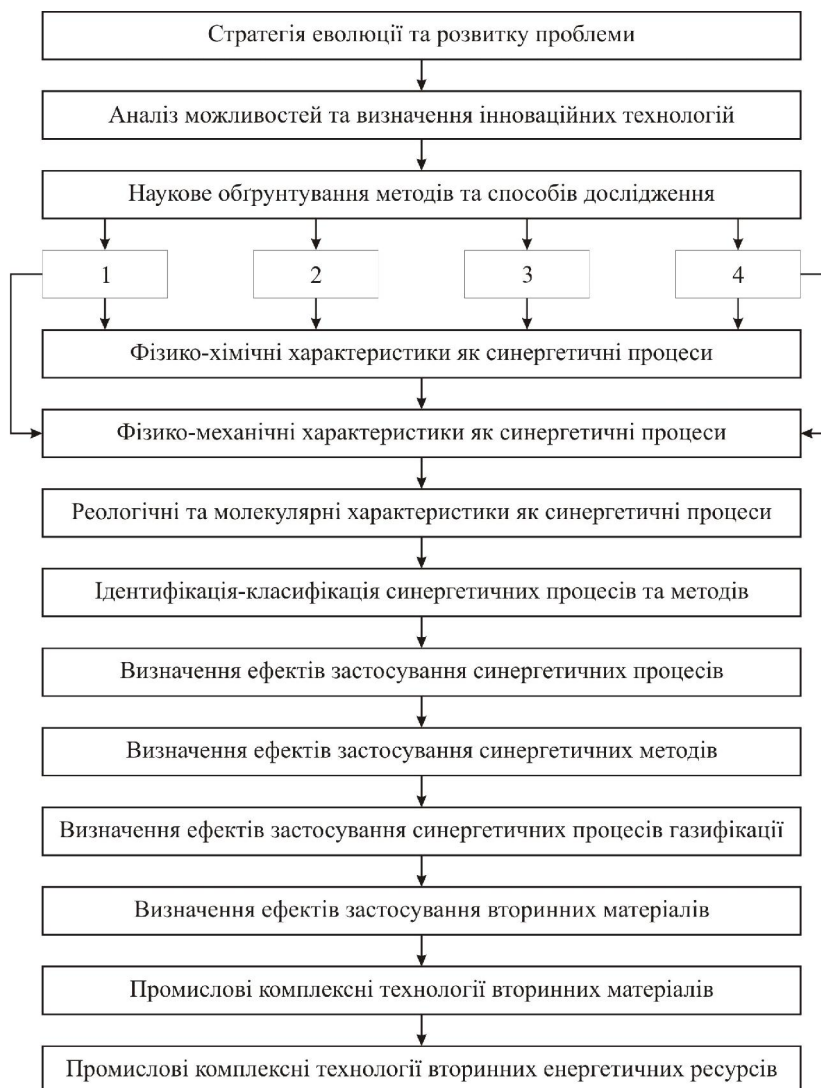 Стратегія еволюції та розвитку проблеми
Аналіз можливостей та визначення інноваційних технологій
Наукове обґрунтування методів та способів дослідження
1 2 3 4
Фізико-хімічні характеристики як синергетичні процеси
Фізико-механічні характеристики як синергетичні процеси
Реологічні та молекулярні характеристики як синергетичні процеси
Ідентифікація-класифікація синергетичних процесів та методів
Визначення ефектів застосування синергетичних процесів
Визначення ефектів застосування синергетичних методів
Визначення ефектів застосування синергетичних процесів газифікації
Визначення ефектів застосування вторинних матеріалів
Промислові комплексні технології вторинних матеріалів
Промислові комплексні технології вторинних енергетичних ресурсів